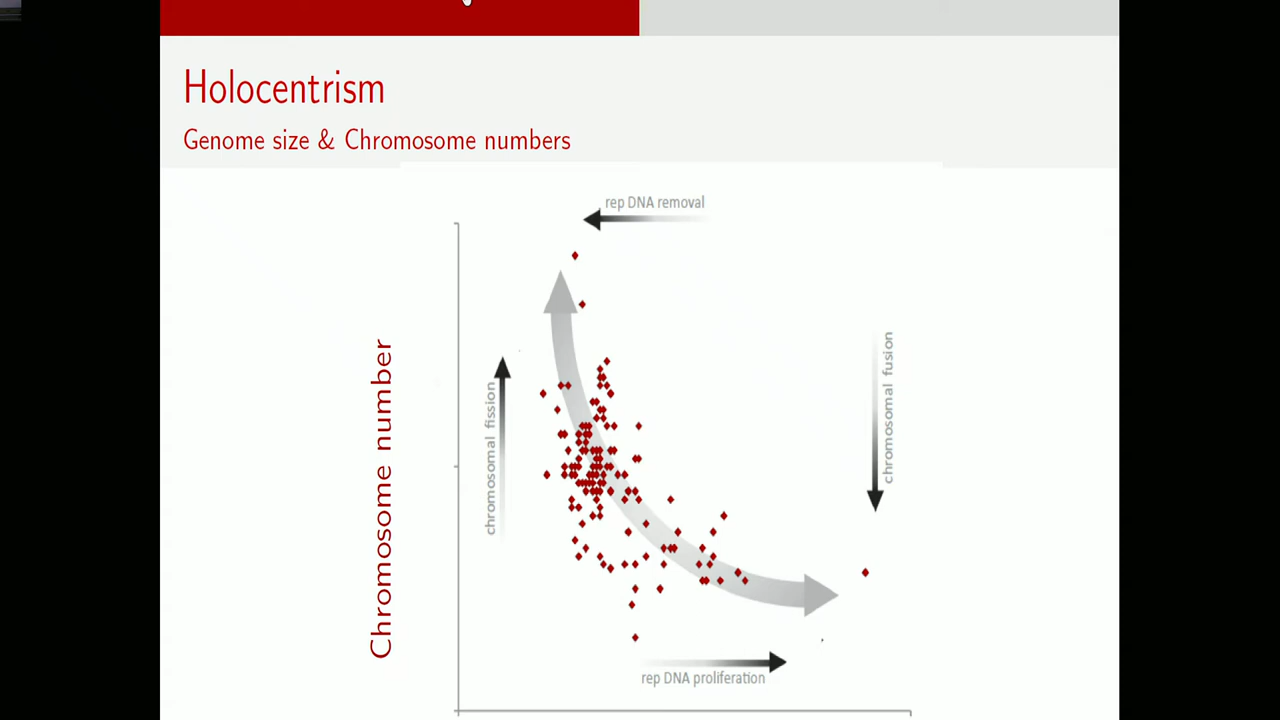 Holocentrism
Genome size & Chromosome numbers
rep DNA removal
Chromosome number
chromosomal fission
chromosomal fusion
rep DNA proliferation